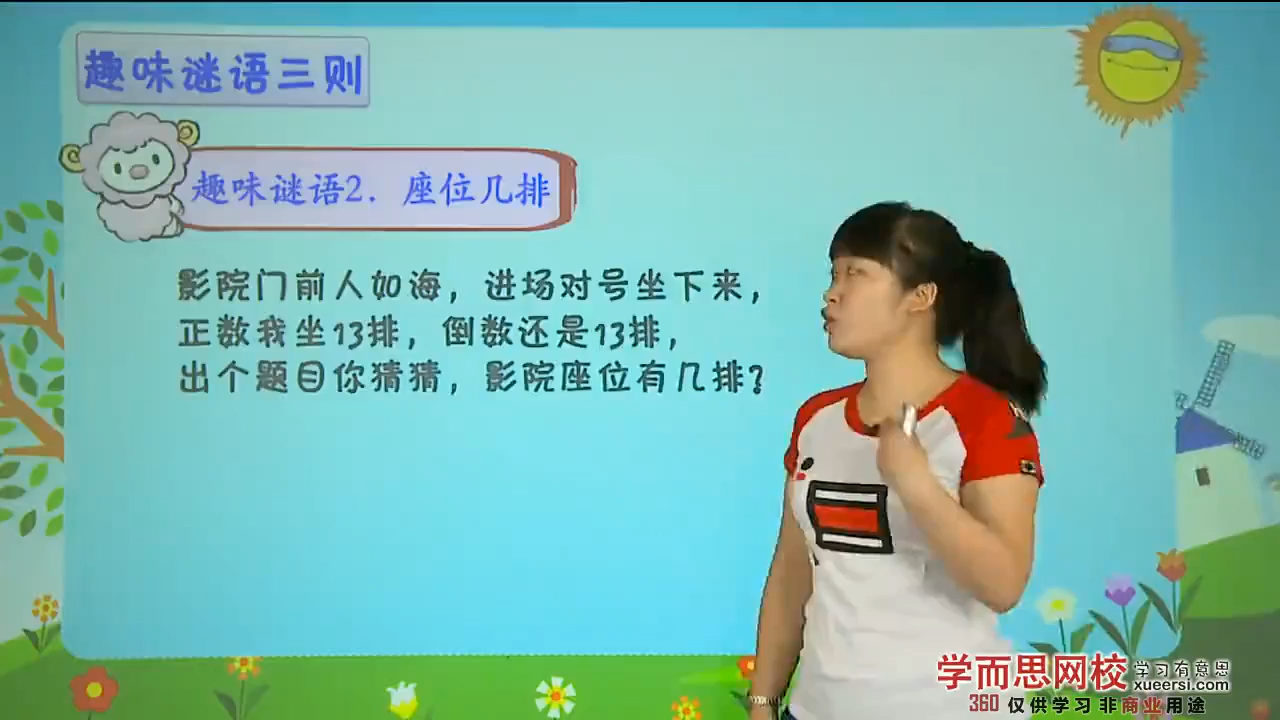 趣味谜语三则
趣味谜语2．座位几排
影院门前人如海，进场对号坐下来，
正数我坐13排，倒数还是13排，
出个题目你猜猜，影院座位有几排？
学而思网校 学习有意思
xueersi.com
360 仅供学习 非商业用途